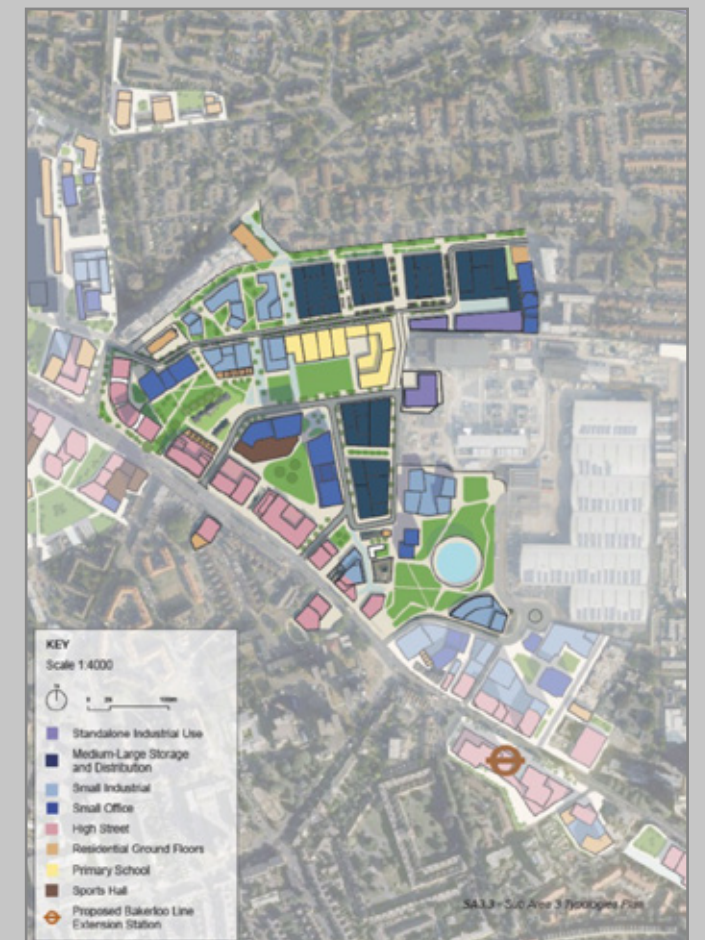 KEY
Scale 1:4000
Standalone Industrial Use
Medium-Large Storage
and Distribution
Small Industrial
Small Office
High Street
Residential Ground Floors
Primary School
Sports Hall
Proposed Bakerloo Line
Extension Station
SA3.3 - Sub Area 3 Typologies Plan